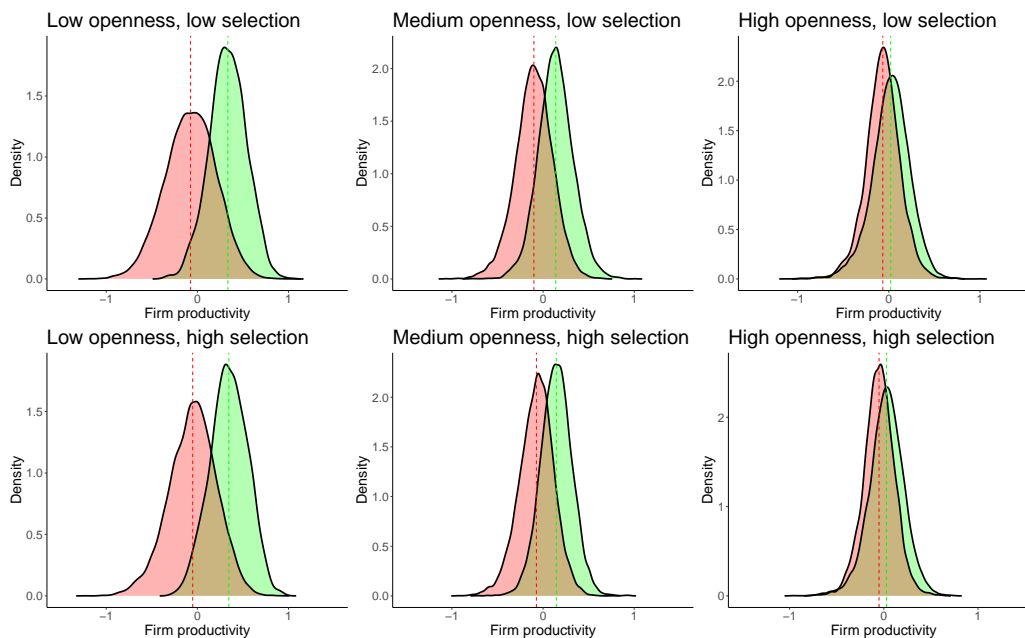 Low openness, low selection
Density
1.5
1.0
0.5
0.0
−1
0
1
Firm productivity
Medium openness, low selection
Density
2.0
1.5
1.0
0.5
0.0
−1
0
1
Firm productivity
High openness, low selection
Density
2.0
1.5
1.0
0.5
0.0
−1
0
1
Firm productivity
Low openness, high selection
Density
1.5
1.0
0.5
0.0
−1
0
1
Firm productivity
Medium openness, high selection
Density
2.0
1.5
1.0
0.5
0.0
−1
0
1
Firm productivity
High openness, high selection
Density
2
1
0
−1
0
1
Firm productivity